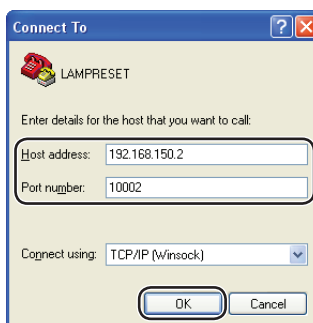 Connect To
LAMPRESET
Enter details for the host that you want to call:
Host address: 192.168.150.2
Port number: 10002
Connect using: TCP/IP (Winsock)
OK Cancel